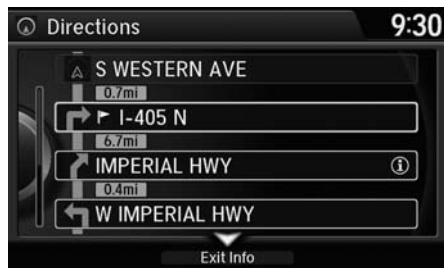 Directions
9:30
S WESTERN AVE
0.7mi
I-405 N
6.7mi
IMPERIAL HWY
0.4mi
W IMPERIAL HWY
Exit Info